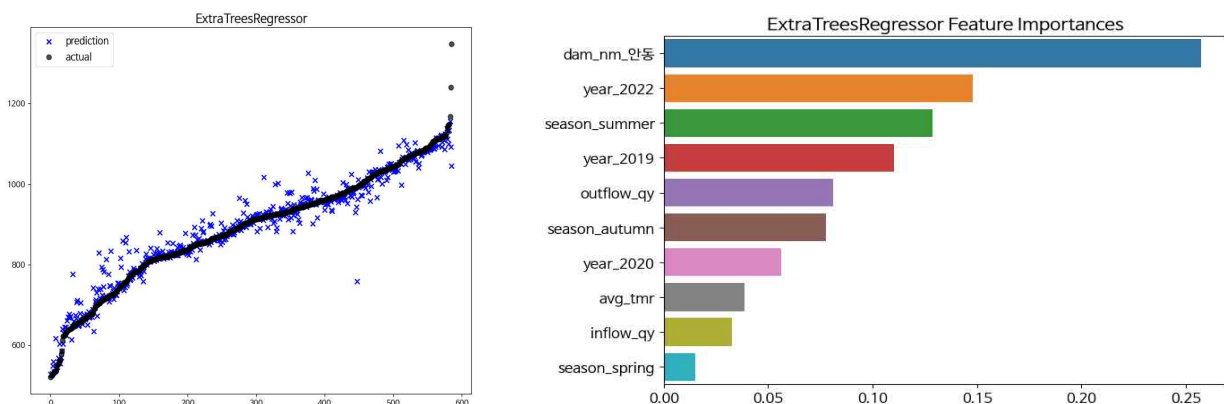 ExtraTreesRegressor
prediction
actual
1200
1000
800
600
0
100
200
300
400
500
600
ExtraTreesRegressor Feature Importances
dam_nm_안동
year_2022
season_summer
year_2019
outflow_qy
season_autumn
year_2020
avg_tmr
inflow_qy
season_spring
0.00
0.05
0.10
0.15
0.20
0.25